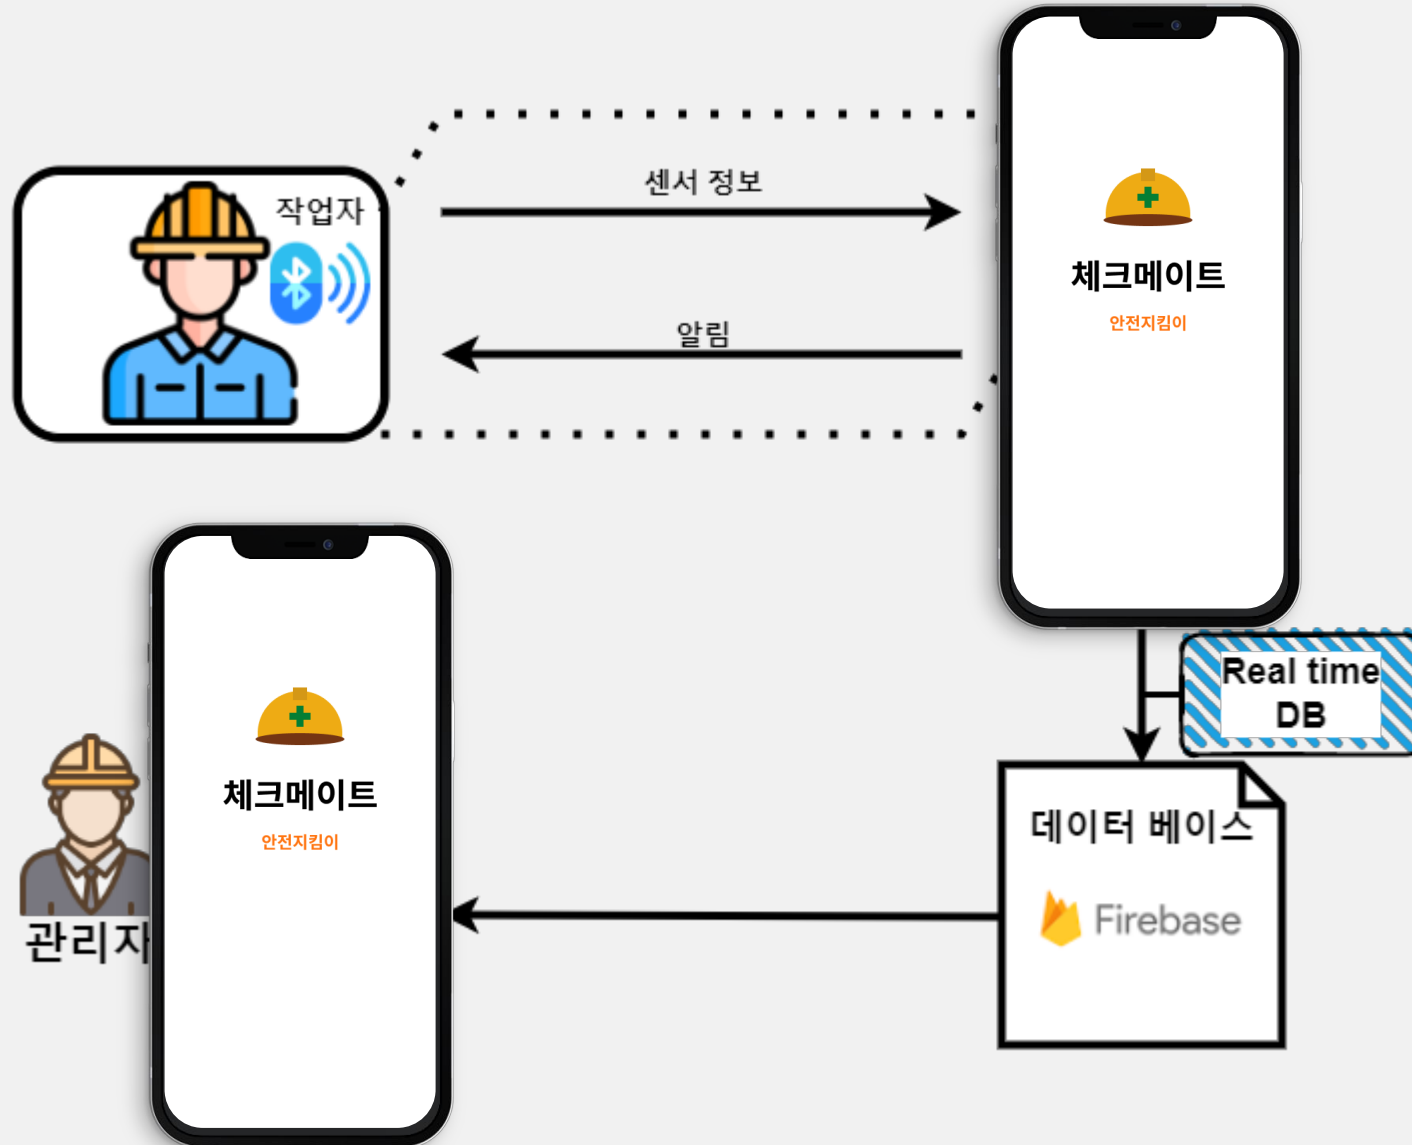 작업자
센서 정보
알림
체크메이트
안전지킴이
Real time
DB
데이터 베이스
Firebase
체크메이트
안전지킴이
관리자